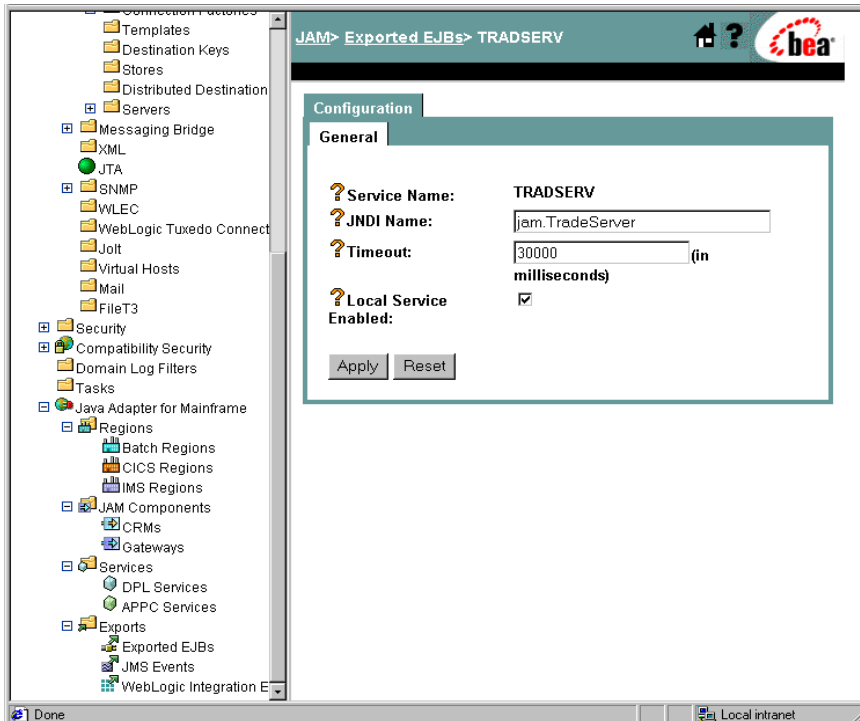 Connection Factories
Templates
Destination Keys
Stores
Distributed Destination
Servers
Messaging Bridge
XML
JTA
SNMP
WLEC
WebLogic Tuxedo Connect
Jolt
Virtual Hosts
Mail
FileT3
Security
Compatibility Security
Domain Log Filters
Tasks
Java Adapter for Mainframe
Regions
Batch Regions
CICS Regions
IMS Regions
JAM Components
CRMs
Gateways
Services
DPL Services
APPC Services
Exports
Exported EJBs
JMS Events
WebLogic Integration E
JAM> Exported EJBs> TRADSERV
?
bea
Configuration
General
? Service Name: TRADSERV
? JNDI Name: jam.TradeServer
? Timeout: 30000 (in
milliseconds)
? Local Service
Enabled:
Apply Reset
Done
Local intranet